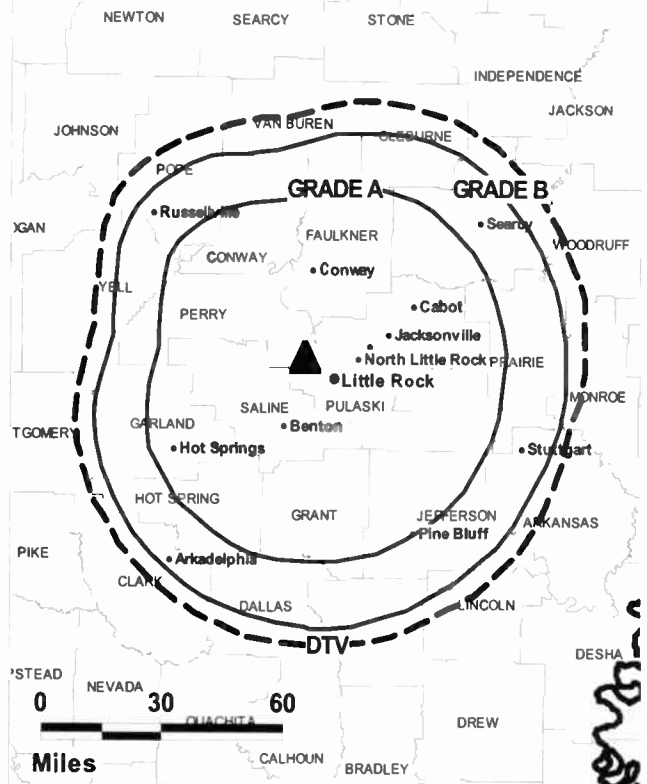 NEWTON
SEARCY
STONE
INDEPENDENCE
JACKSON
JOHNSON
VAN BUREN
CLEBURNE
POPE
GRADE A
GRADE B
Russellville
Searcy
OGAN
FAULKNER
WOODRUFF
CONWAY
Conway
YELL
PERRY
Cabot
Jacksonville
North Little Rock
PRAIRIE
Little Rock
MONROE
SALINE
PULASKI
GARLAND
Benton
TGOMERY
Hot Springs
Stuttgart
HOT SPRING
GRANT
JEFFERSON
ARKANSAS
Pine Bluff
PIKE
Arkadelphia
CLARK
DALLAS
LINCOLN
DTV
DESHA
PSTEAD
NEVADA
0 30 60
OUACHITA
DREW
Miles
CALHOUN
BRADLEY